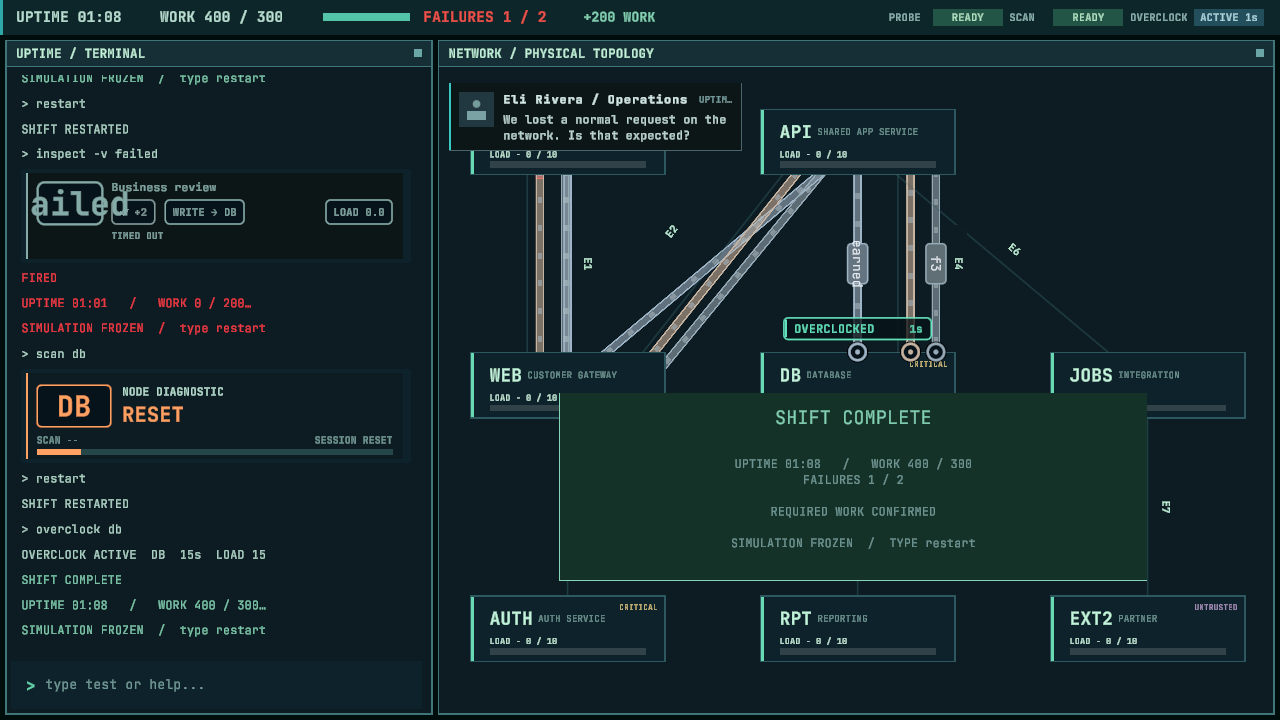 UPTIME 01:08 WORK 400 / 300 FAILURES 1 / 2 +200 WORK PROBE READY SCAN READY OVERCLOCK ACTIVE 1s
UPTIME / TERMINAL
SIMULATION FROZEN / type restart
> restart
SHIFT RESTARTED
> inspect -v failed
ailed
Business review
+2 WRITE → DB LOAD 0.0
TIMED OUT
FIRED
UPTIME 01:01 / WORK 0 / 200…
SIMULATION FROZEN / type restart
> scan db
DB
NODE DIAGNOSTIC
RESET
SCAN -- SESSION RESET
> restart
SHIFT RESTARTED
> overclock db
OVERCLOCK ACTIVE DB 15s LOAD 15
SHIFT COMPLETE
UPTIME 01:08 / WORK 400 / 300…
SIMULATION FROZEN / type restart
> type test or help...
NETWORK / PHYSICAL TOPOLOGY
Eli Rivera / Operations UPTIM…
We lost a normal request on the
network. Is that expected?
LOAD - 0 / 10
API SHARED APP SERVICE
LOAD - 0 / 10
E1
E2
earned
f3
E4
E6
OVERCLOCKED 1s
WEB CUSTOMER GATEWAY
LOAD - 0 / 10
DB DATABASE
CRITICAL
JOBS INTEGRATION
SHIFT COMPLETE
UPTIME 01:08 / WORK 400 / 300
FAILURES 1 / 2
REQUIRED WORK CONFIRMED
SIMULATION FROZEN / TYPE restart
E7
CRITICAL
AUTH AUTH SERVICE
LOAD - 0 / 10
RPT REPORTING
LOAD - 0 / 10
UNTRUSTED
EXT2 PARTNER
LOAD - 0 / 10